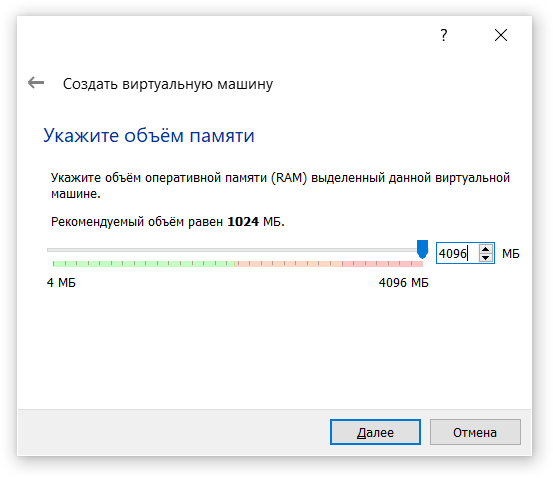 ?
Создать виртуальную машину
Укажите объём памяти
Укажите объём оперативной памяти (RAM) выделенный данной виртуальной
машине.
Рекомендуемый объём равен 1024 МБ.
4096 МБ
4 МБ 4096 МБ
Далее Отмена